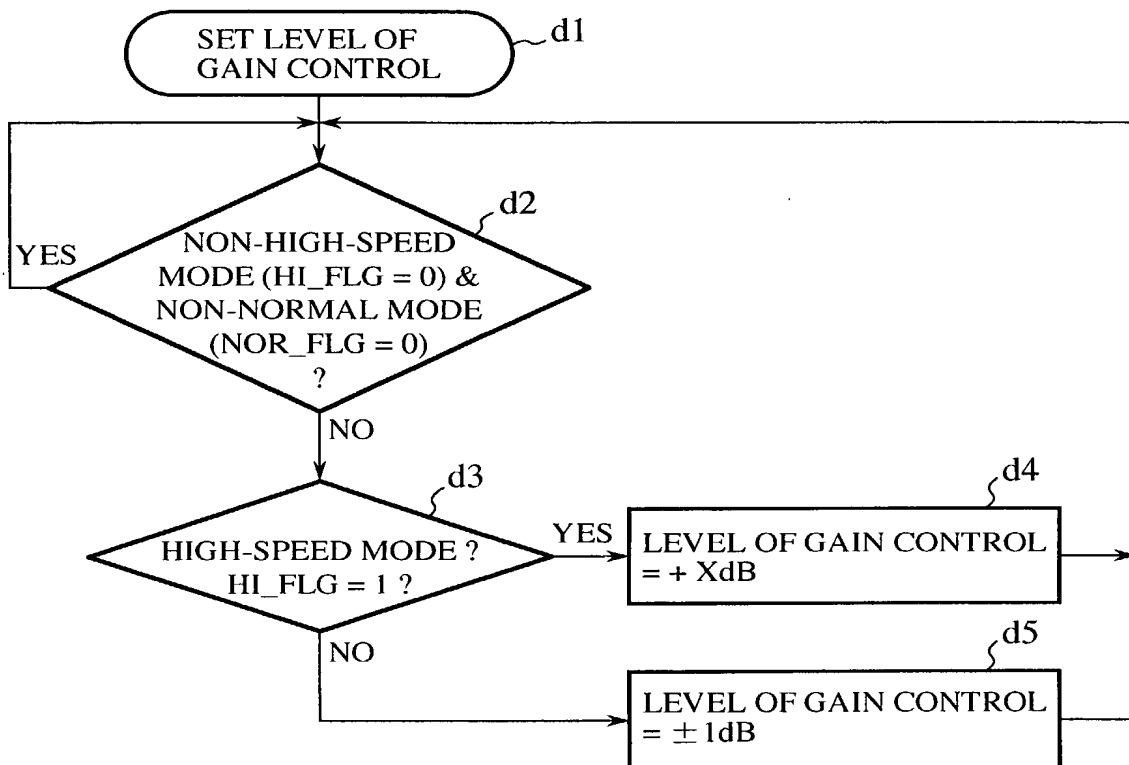 SET LEVEL OF
GAIN CONTROL
d1
d2
YES
NON-HIGH-SPEED
MODE (HI_FLG = 0) &
NON-NORMAL MODE
(NOR_FLG = 0)
?
NO
d3
HIGH-SPEED MODE ?
HI_FLG = 1 ?
YES
d4
LEVEL OF GAIN CONTROL
= + XdB
NO
d5
LEVEL OF GAIN CONTROL
= ± 1dB